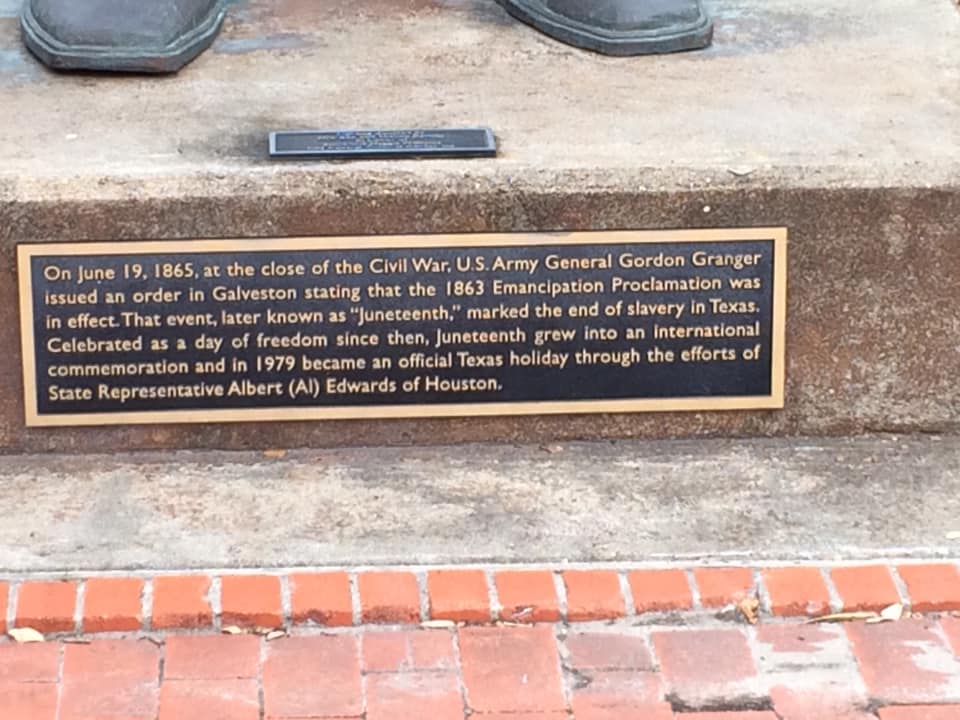 On June 19, 1865, at the close of the Civil War, U.S. Army General Gordon Granger
issued an order in Galveston stating that the 1863 Emancipation Proclamation was
in effect. That event, later known as "Juneteenth," marked the end of slavery in Texas.
Celebrated as a day of freedom since then, Juneteenth grew into an international
commemoration and in 1979 became an official Texas holiday through the efforts of
State Representative Albert (Al) Edwards of Houston.